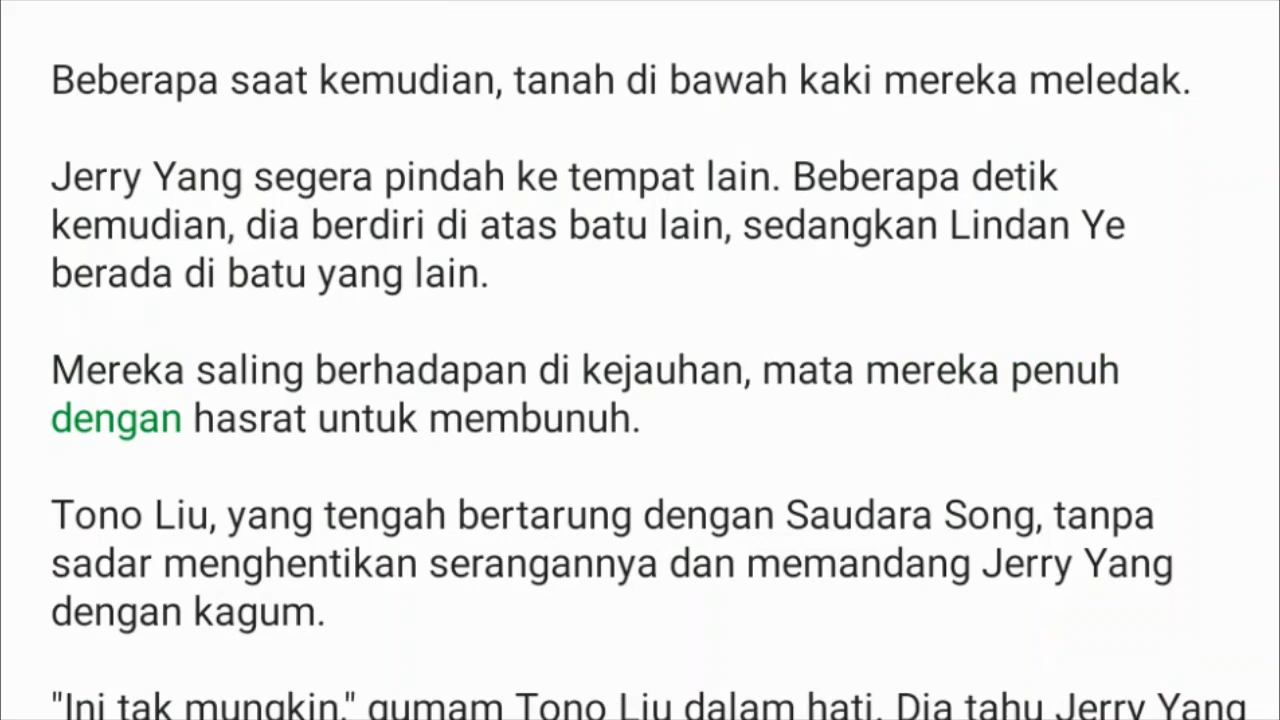 Beberapa saat kemudian, tanah di bawah kaki mereka meledak.
Jerry Yang segera pindah ke tempat lain. Beberapa detik
kemudian, dia berdiri di atas batu lain, sedangkan Lindan Ye
berada di batu yang lain.
Mereka saling berhadapan di kejauhan, mata mereka penuh
dengan hasrat untuk membunuh.
Tono Liu, yang tengah bertarung dengan Saudara Song, tanpa
sadar menghentikan serangannya dan memandang Jerry Yang
dengan kagum.
"Ini tak mungkin," gumam Tono Liu dalam hati. Dia tahu Jerry Yang